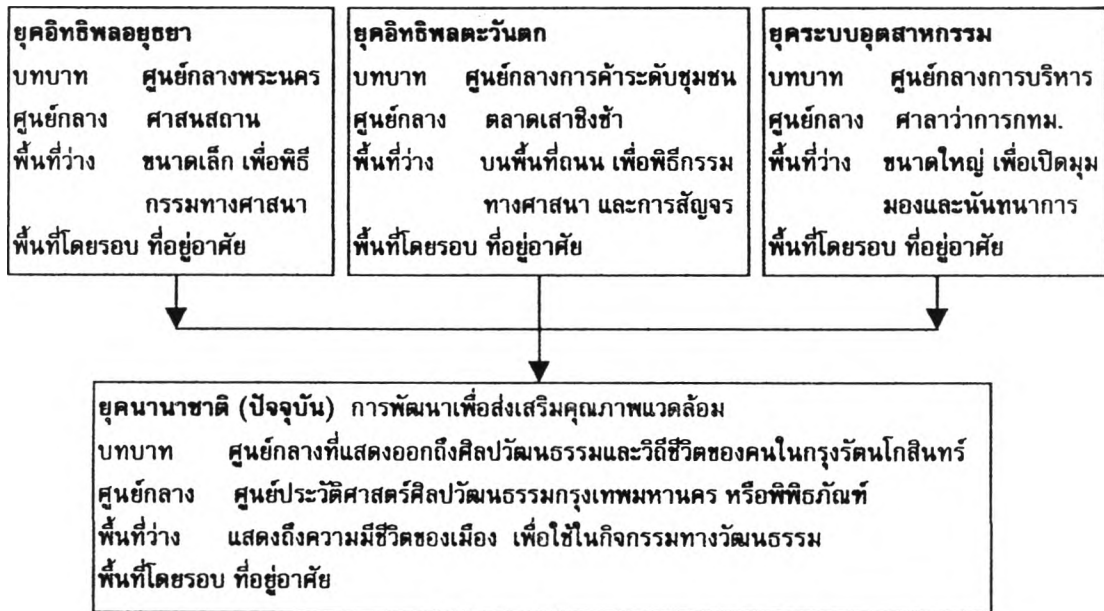 ยุคอิทธิพลอยุธยา
บทบาท ศูนย์กลางพระนคร
ศูนย์กลาง ศาสนสถาน
พื้นที่ว่าง ขนาดเล็ก เพื่อพิธี
กรรมทางศาสนา
พื้นที่โดยรอบ ที่อยู่อาศัย
ยุคอิทธิพลตะวันตก
บทบาท ศูนย์กลางการค้าระดับชุมชน
ศูนย์กลาง ตลาดเสาชิงช้า
พื้นที่ว่าง บนพื้นที่ถนน เพื่อพิธีกรรม
ทางศาสนา และการสัญจร
พื้นที่โดยรอบ ที่อยู่อาศัย
ยุคระบบอุตสาหกรรม
บทบาท ศูนย์กลางการบริหาร
ศูนย์กลาง ศาลาว่าการกทม.
พื้นที่ว่าง ขนาดใหญ่ เพื่อเปิดมุม
มองและนันทนาการ
พื้นที่โดยรอบ ที่อยู่อาศัย
ยุคนานาชาติ (ปัจจุบัน) การพัฒนาเพื่อส่งเสริมคุณภาพแวดล้อม
บทบาท ศูนย์กลางที่แสดงออกถึงศิลปวัฒนธรรมและวิถีชีวิตของคนในกรุงรัตนโกสินทร์
ศูนย์กลาง ศูนย์ประวัติศาสตร์ศิลปวัฒนธรรมกรุงเทพมหานคร หรือพิพิธภัณฑ์
พื้นที่ว่าง แสดงถึงความมีชีวิตของเมือง เพื่อใช้ในกิจกรรมทางวัฒนธรรม
พื้นที่โดยรอบ ที่อยู่อาศัย